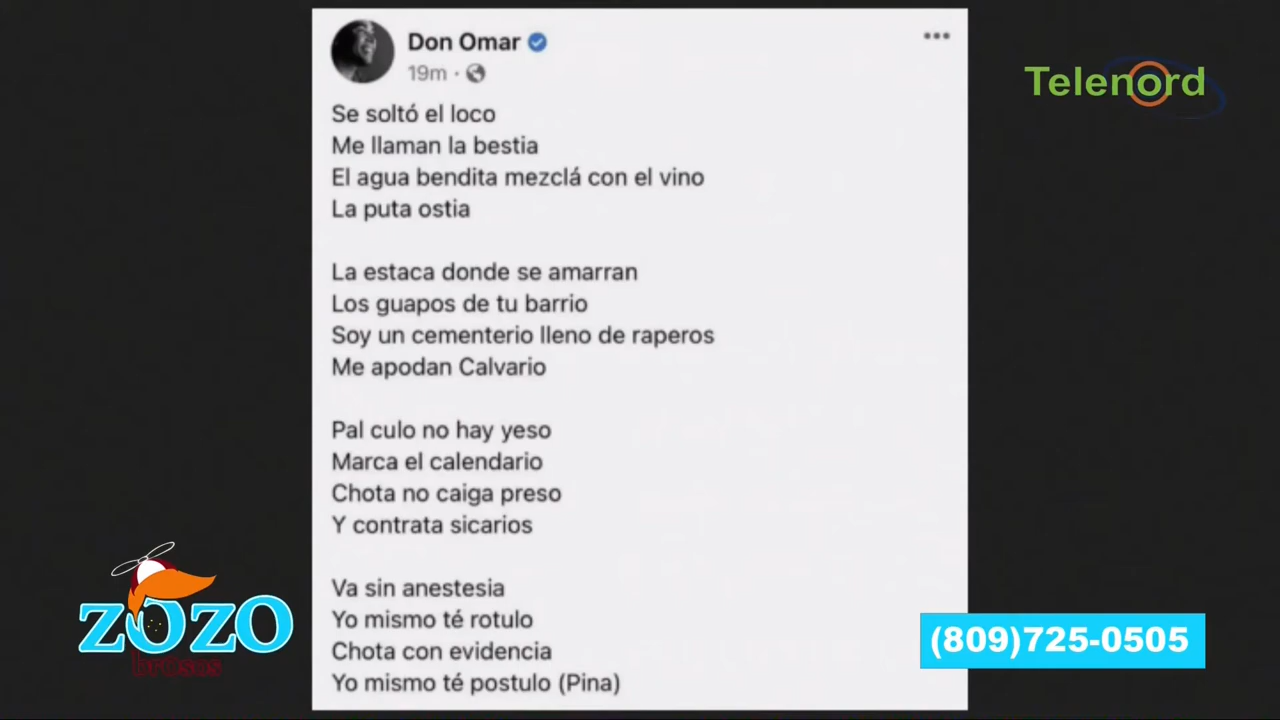 Don Omar
19m
Telenord
Se soltó el loco
Me llaman la bestia
El agua bendita mezclá con el vino
La puta ostia
La estaca donde se amarran
Los guapos de tu barrio
Soy un cementerio lleno de raperos
Me apodan Calvario
Pal culo no hay yeso
Marca el calendario
Chota no caiga preso
Y contrata sicarios
Va sin anestesia
Yo mismo té rotulo
Chota con evidencia
Yo mismo té postulo (Pina)
zozo
brosos
(809)725-0505